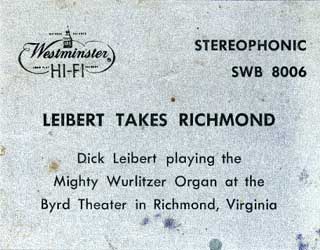 Westminster
HI-FI
STEREOPHONIC
SWB 8006
LEIBERT TAKES RICHMOND
Dick Leibert playing the
Mighty Wurlitzer Organ at the
Byrd Theater in Richmond, Virginia